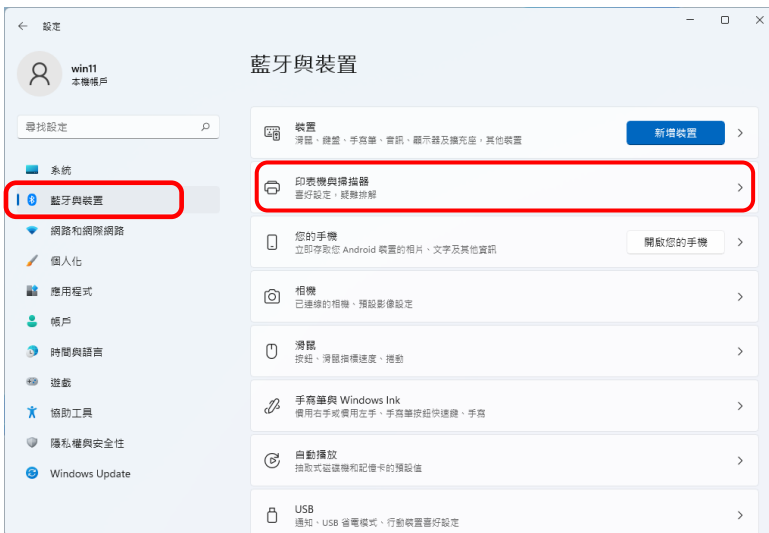 設定
win11
本機帳戶
尋找設定
系統
藍牙與裝置
網路和網際網路
個人化
應用程式
帳戶
時間與語言
遊戲
協助工具
隱私權與安全性
Windows Update
藍牙與裝置
裝置
滑鼠、鍵盤、手寫筆、音訊、顯示器及擴充座，其他裝置
新增裝置
印表機與掃描器
喜好設定，疑難排解
您的手機
立即存取您 Android 裝置的相片、文字及其他資訊
開啟您的手機
相機
已連線的相機、預設影像設定
滑鼠
按鈕、滑鼠指標速度、捲動
手寫筆與 Windows Ink
慣用右手或慣用左手、手寫筆按鈕快速鍵、手寫
自動播放
抽取式磁碟機和記憶卡的預設值
USB
通知、USB 省電模式、行動裝置喜好設定